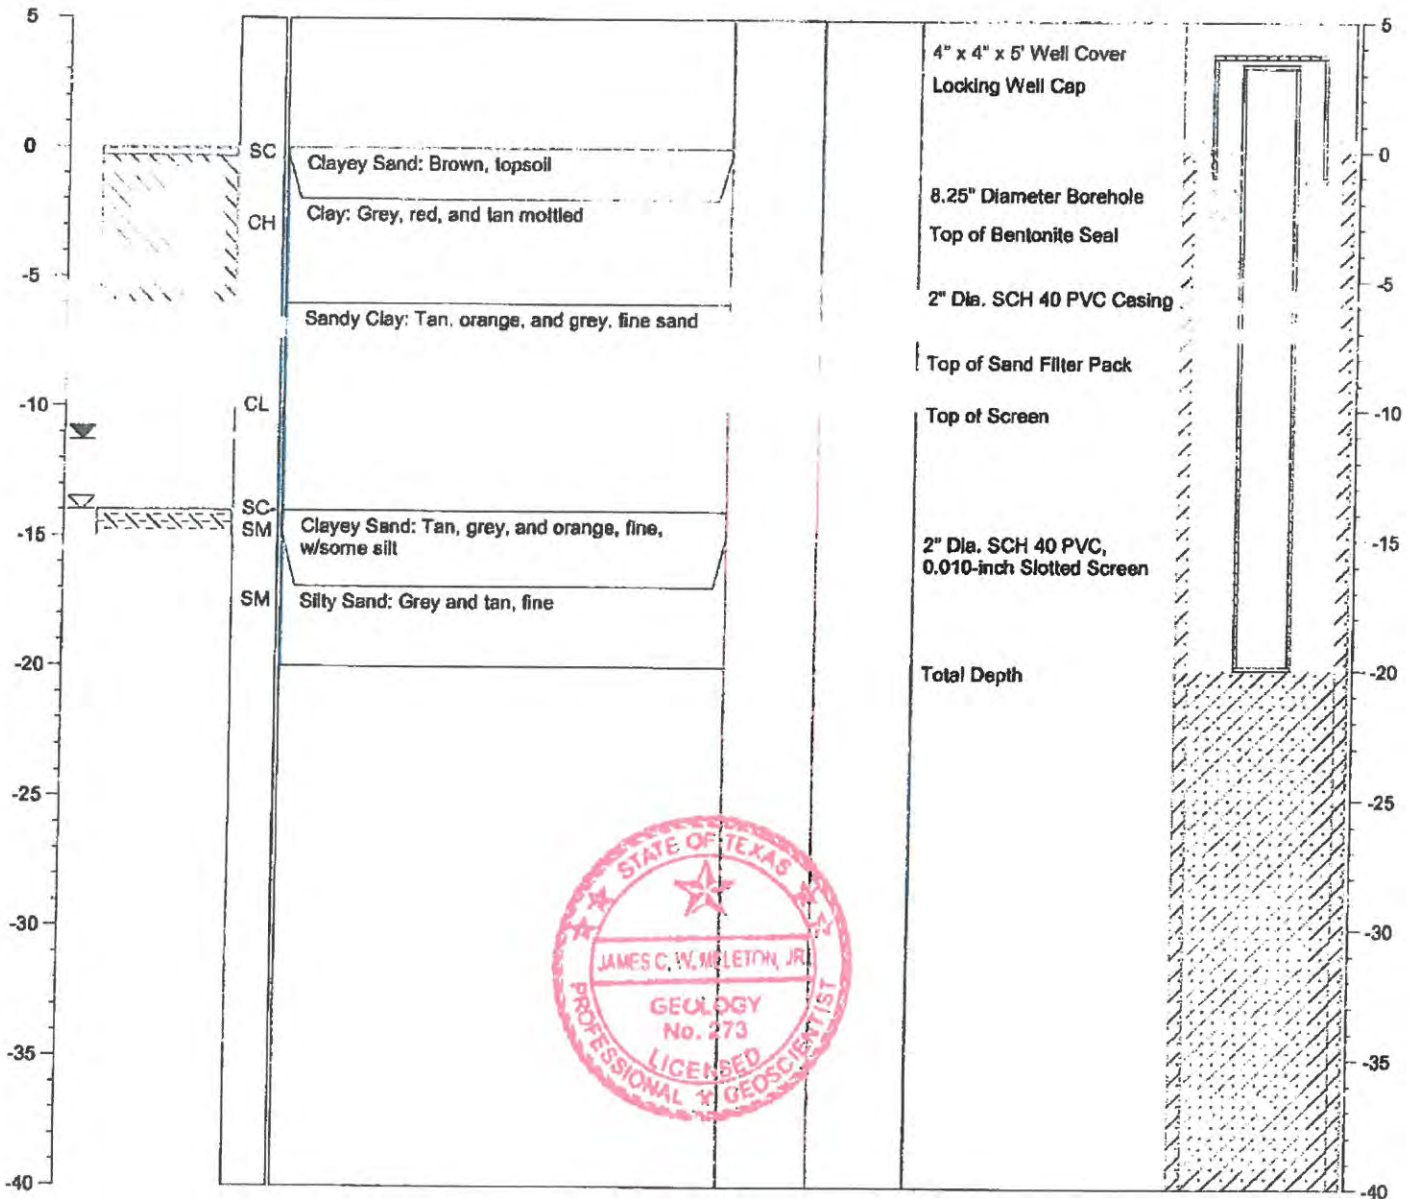 5
0
-5
-10
-15
-20
-25
-30
-35
-40
SC
CH
CL
SC-
SM
SM
Clayey Sand: Brown, topsoil
Clay: Grey, red, and tan mottled
Sandy Clay: Tan, orange, and grey, fine sand
Clayey Sand: Tan, grey, and orange, fine,
w/some silt
Silty Sand: Grey and tan, fine
4" x 4" x 5' Well Cover
Locking Well Cap
8.25" Diameter Borehole
Top of Bentonite Seal
2" Dia. SCH 40 PVC Casing
Top of Sand Filter Pack
Top of Screen
2" Dia. SCH 40 PVC,
0.010-inch Slotted Screen
Total Depth
5
0
-5
-10
-15
-20
-25
-30
-35
-40
STATE OF TEXAS
JAMES C. JR.
GEOLOGY
No. 273
LICENSED
PROFESSIONAL GEOSCIENTIST